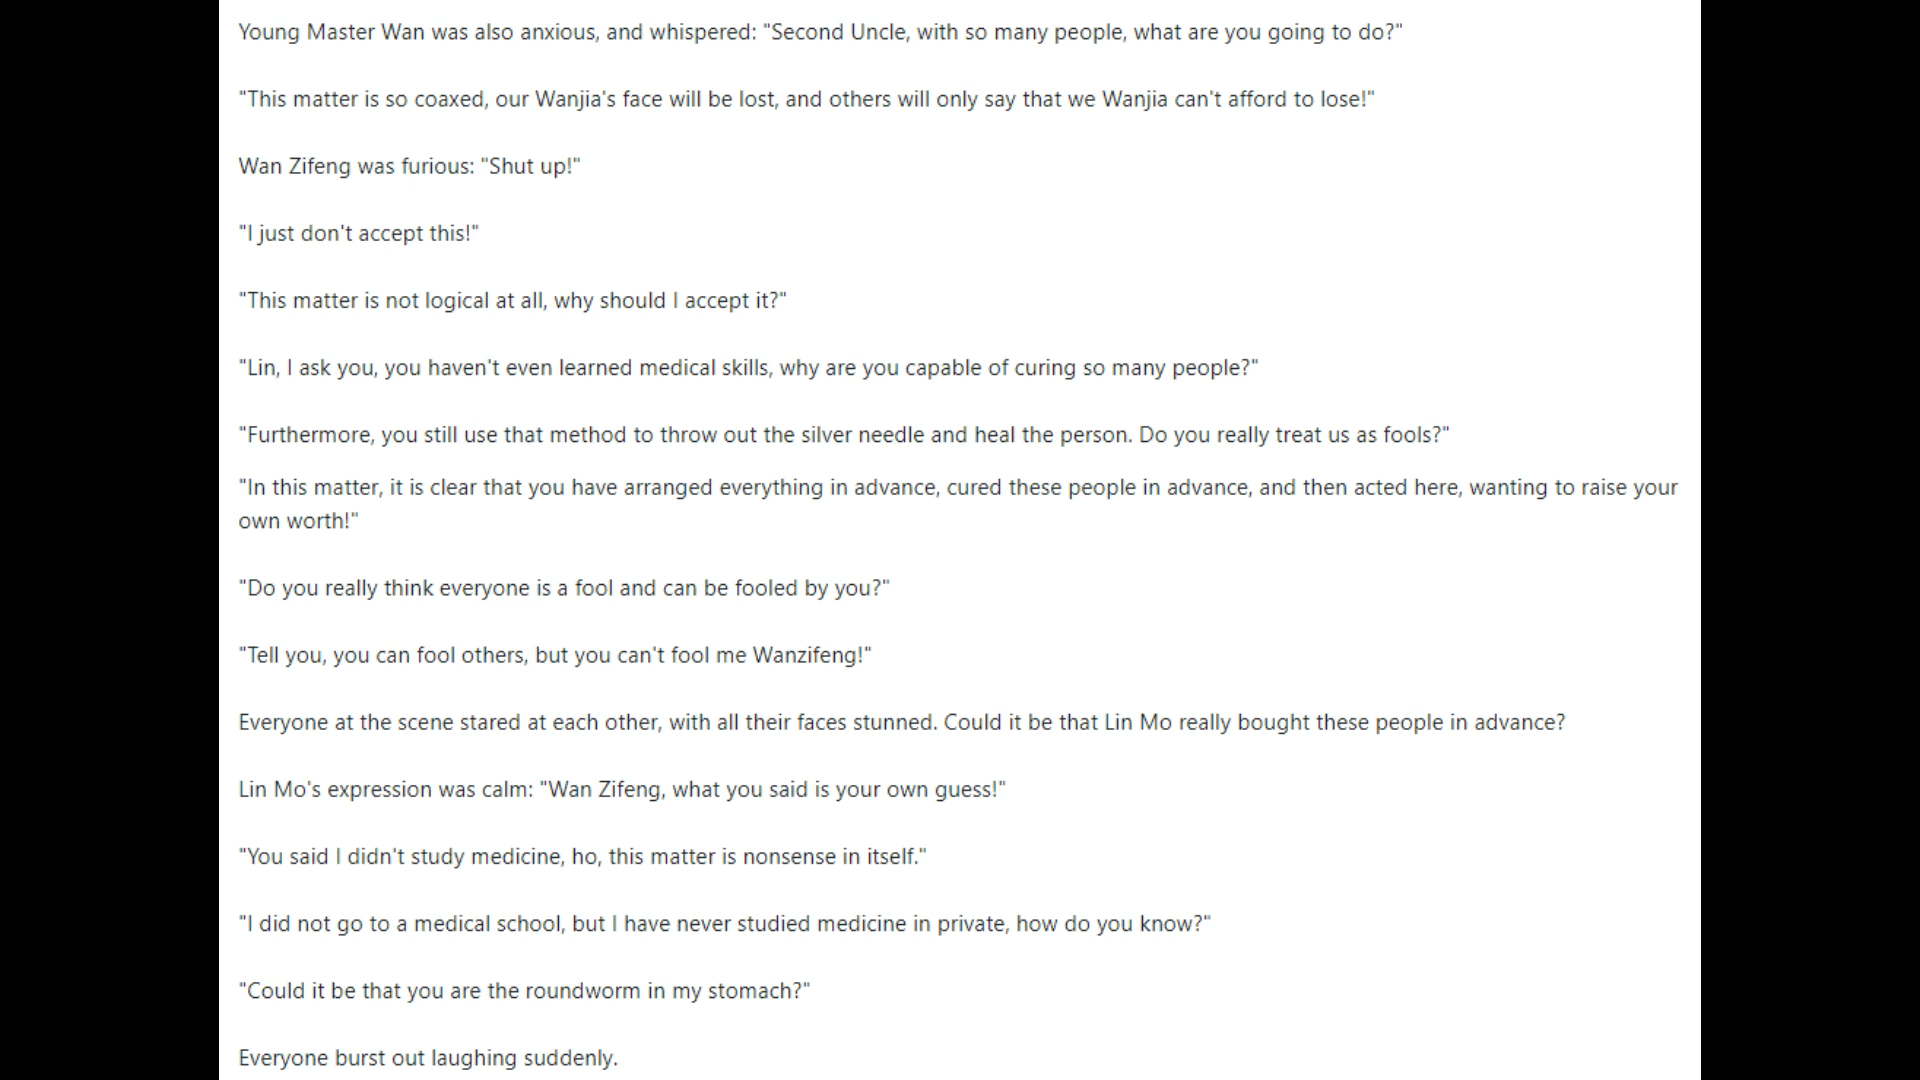 Young Master Wan was also anxious, and whispered: "Second Uncle, with so many people, what are you going to do?"
"This matter is so coaxed, our Wanjia's face will be lost, and others will only say that we Wanjia can't afford to lose!"
Wan Zifeng was furious: "Shut up!"
"I just don't accept this!"
"This matter is not logical at all, why should I accept it?"
"Lin, I ask you, you haven't even learned medical skills, why are you capable of curing so many people?"
"Furthermore, you still use that method to throw out the silver needle and heal the person. Do you really treat us as fools?"
"In this matter, it is clear that you have arranged everything in advance, cured these people in advance, and then acted here, wanting to raise your
own worth!"
"Do you really think everyone is a fool and can be fooled by you?"
"Tell you, you can fool others, but you can't fool me Wanzifeng!"
Everyone at the scene stared at each other, with all their faces stunned. Could it be that Lin Mo really bought these people in advance?
Lin Mo's expression was calm: "Wan Zifeng, what you said is your own guess!"
"You said I didn't study medicine, ho, this matter is nonsense in itself."
"I did not go to a medical school, but I have never studied medicine in private, how do you know?"
"Could it be that you are the roundworm in my stomach?"
Everyone burst out laughing suddenly.